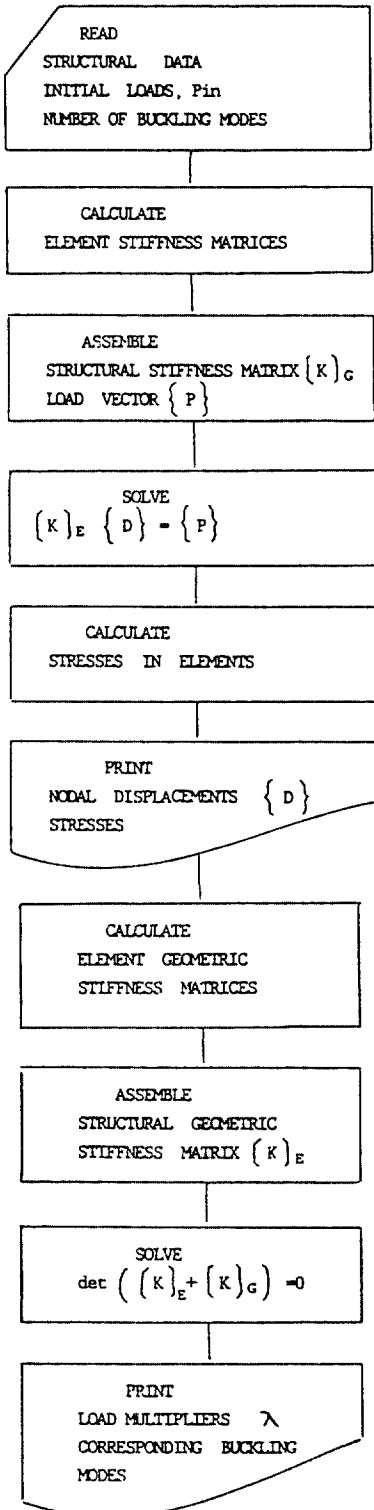 READ
STRUCTURAL DATA
INITIAL LOADS, Pin
NUMBER OF BUCKLING MODES
CALCULATE
ELEMENT STIFFNESS MATRICES
ASSEMBLE
STRUCTURAL STIFFNESS MATRIX [K]G
LOAD VECTOR {P}
SOLVE
[K]E {D} = {P}
CALCULATE
STRESSES IN ELEMENTS
PRINT
NODAL DISPLACEMENTS {D}
STRESSES
CALCULATE
ELEMENT GEOMETRIC
STIFFNESS MATRICES
ASSEMBLE
STRUCTURAL GEOMETRIC
STIFFNESS MATRIX [K]E
SOLVE
det ([K]E + [K]G) =0
PRINT
LOAD MULTIPLIERS λ
CORRESPONDING BUCKLING
MODES